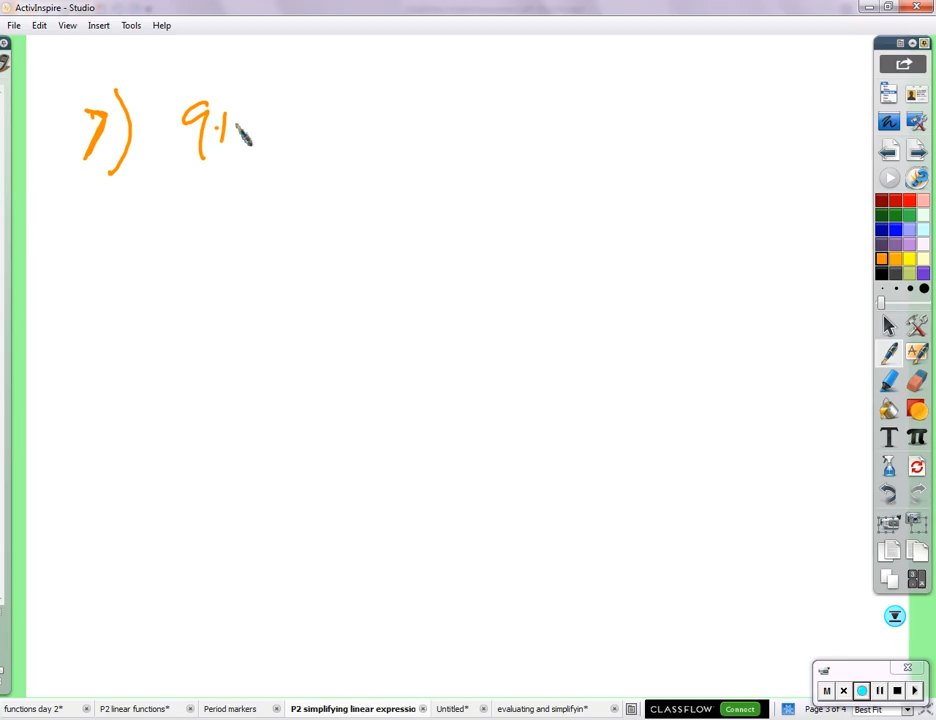 ActivInspire - Studio
File Edit View Insert Tools Help
7) 9.1
M
functions day 2* P2 linear functions* Period markers P2 simplifying linear expressio Untitled* evaluating and simplifyin* CLASSFLOW Connect Page 3 of 4 Best Fit